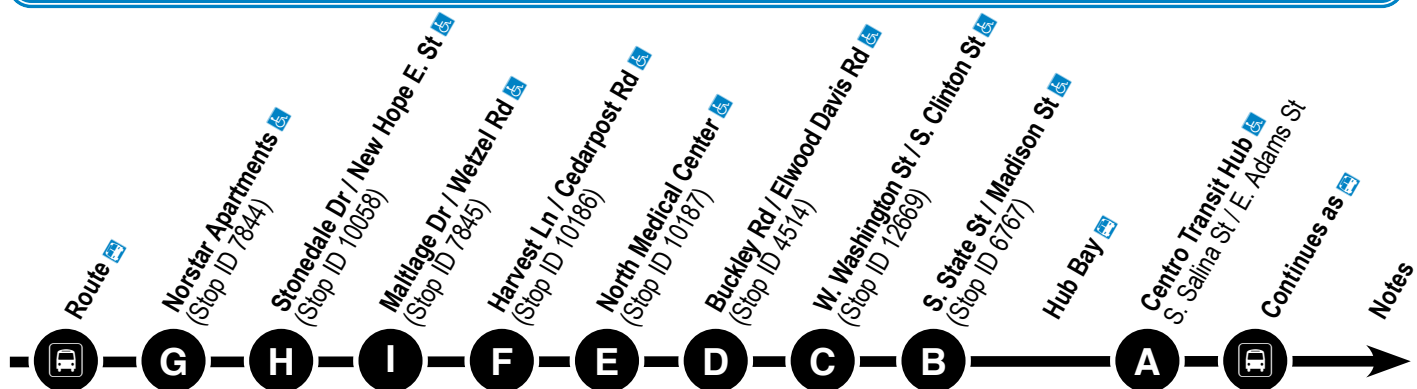 Route
Norstar Apartments
(Stop ID 7844)
Stonedale Dr / New Hope E. St
(Stop ID 10058)
Maltlage Dr / Wetzel Rd
(Stop ID 7845)
Harvest Ln / Cedarpost Rd
(Stop ID 10186)
North Medical Center
(Stop ID 10187)
Buckley Rd / Elwood Davis Rd
(Stop ID 4514)
W. Washington St / S. Clinton St
(Stop ID 12669)
S. State St / Madison St
(Stop ID 6767)
Hub Bay
Centro Transit Hub
S. Salina St / E. Adams St
Continues as
Notes
G H I F E D C B A